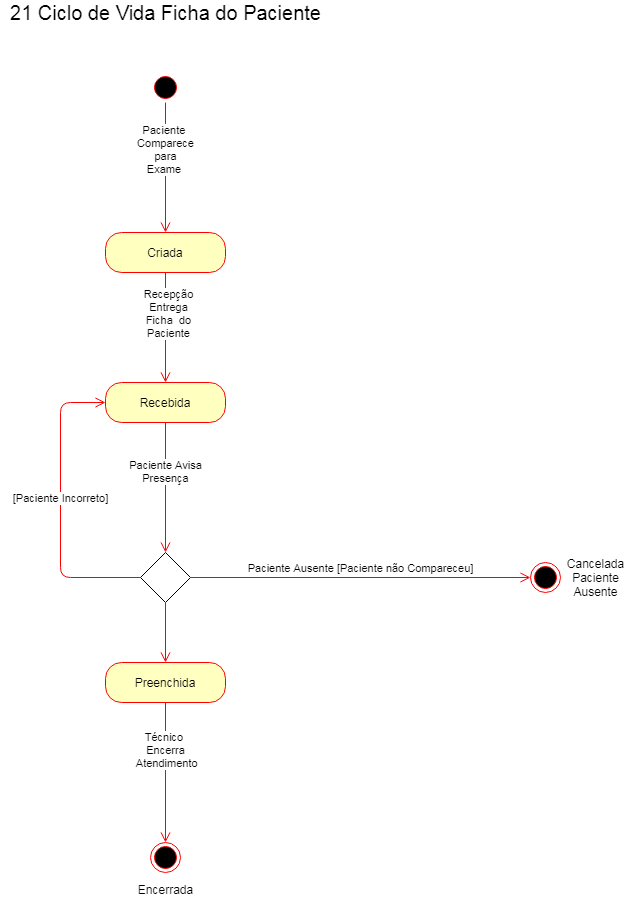 21 Ciclo de Vida Ficha do Paciente
Paciente
Comparece
para
Exame
Criada
Recepção
Entrega
Ficha do
Paciente
Recebida
Paciente Avisa
Presença
[Paciente Incorreto]
Paciente Ausente [Paciente não Compareceu]
Cancelada
Paciente
Ausente
Preenchida
Técnico
Encerra
Atendimento
Encerrada